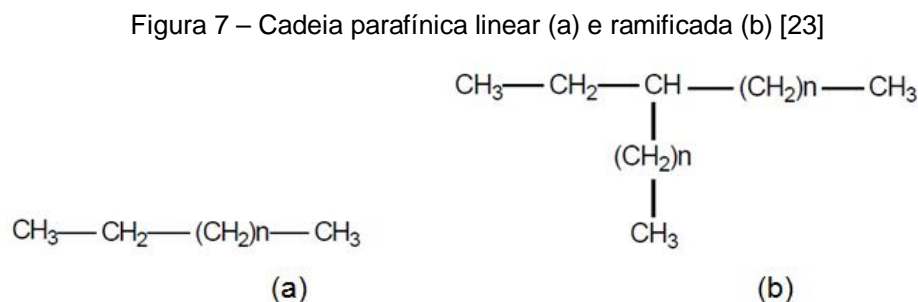 Figura 7 – Cadeia parafínica linear (a) e ramificada (b) [23]
CH₃—CH₂—CH—(CH₂)n—CH₃
(CH₂)n
CH₃
CH₃—CH₂—(CH₂)n—CH₃
(a)
(b)